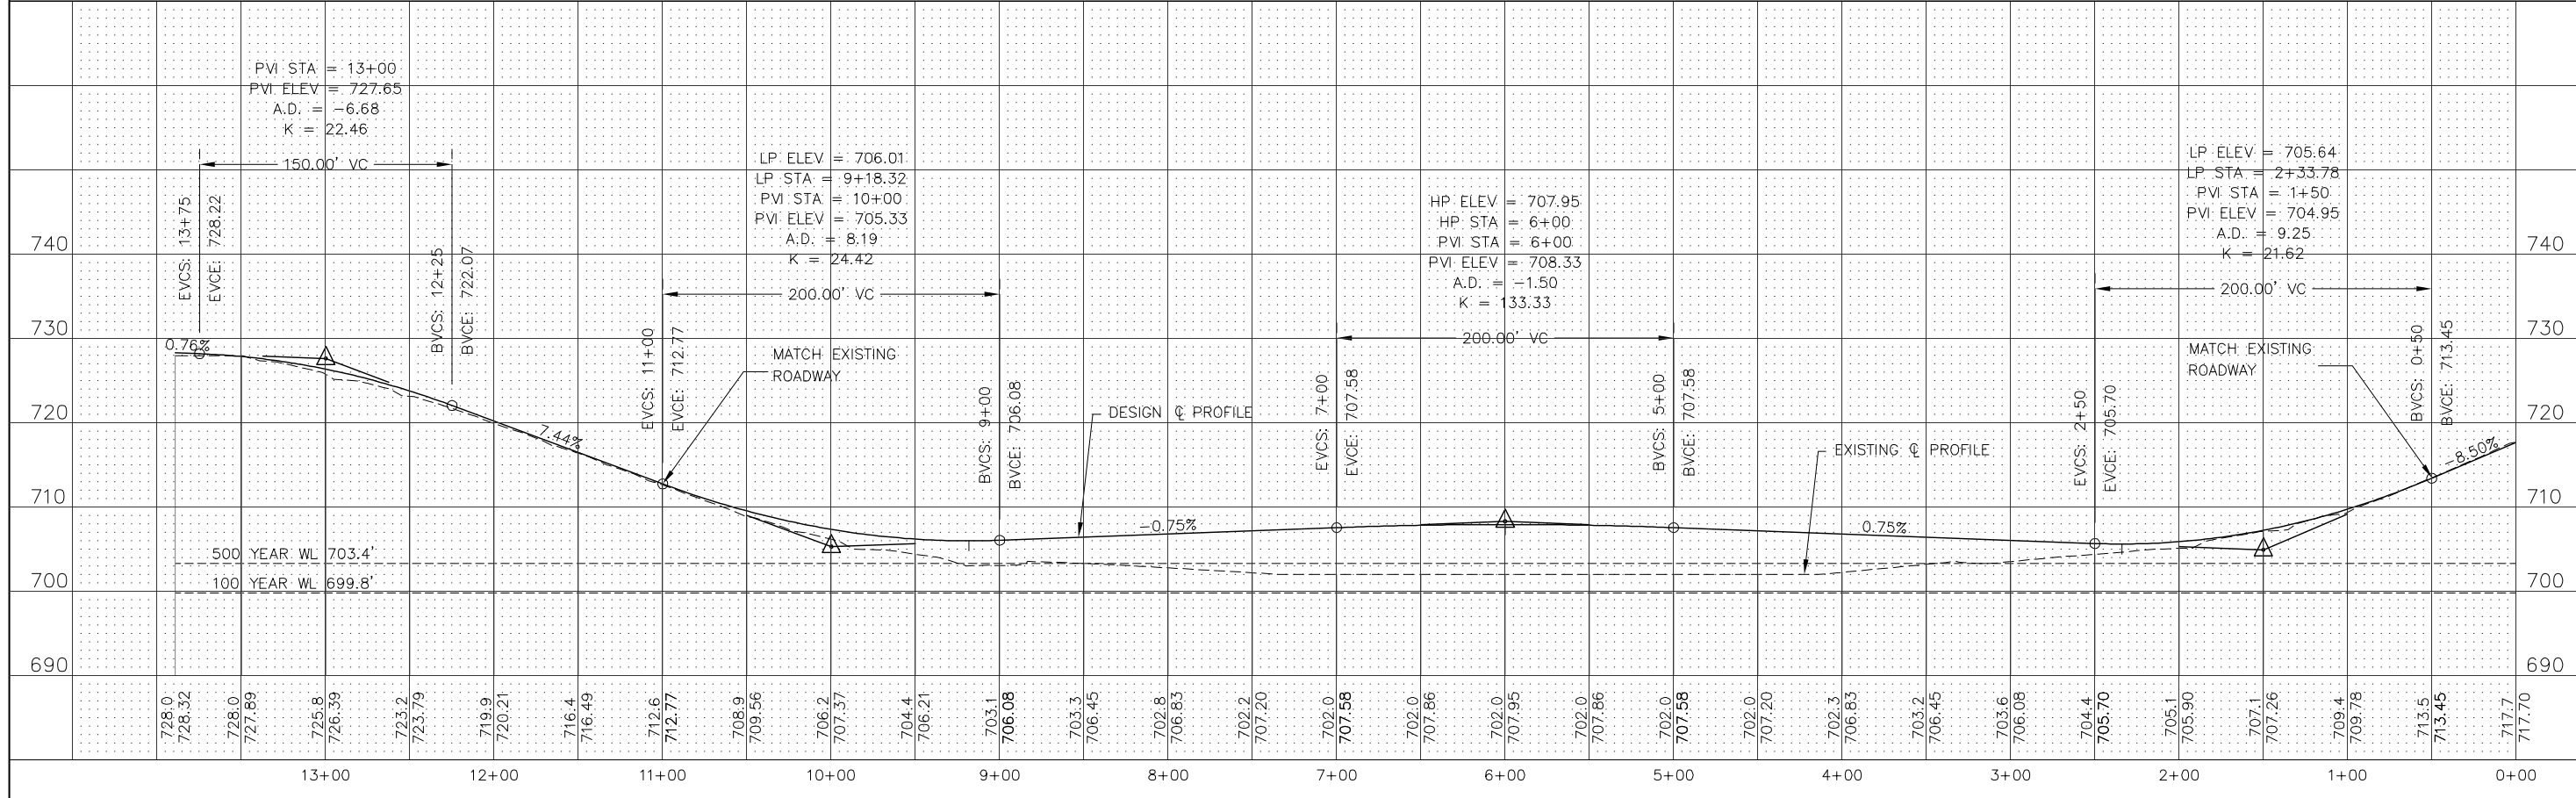 PVI STA = 13+00
PVI ELEV = 727.65
A.D. = -6.68
K = 22.46
150.00' VC
EVCS: 13+75
EVCE: 728.22
BVCS: 12+25
BVCE: 722.07
LP ELEV = 706.01
LP STA = 9+18.32
PVI STA = 10+00
PVI ELEV = 705.33
A.D. = 8.19
K = 24.42
200.00' VC
EVCS: 11+00
EVCE: 712.77
BVCS: 9+00
BVCE: 706.08
HP ELEV = 707.95
HP STA = 6+00
PVI STA = 6+00
PVI ELEV = 708.33
A.D. = -1.50
K = 133.33
200.00' VC
EVCS: 7+00
EVCE: 707.58
BVCS: 5+00
BVCE: 707.58
LP ELEV = 705.64
LP STA = 2+33.78
PVI STA = 1+50
PVI ELEV = 704.95
A.D. = 9.25
K = 21.62
200.00' VC
EVCS: 2+50
EVCE: 705.70
BVCS: 0+50
BVCE: 713.45
740
730
720
710
700
690
740
730
720
710
700
690
0.76%
7.44%
-0.75%
0.75%
-8.50%
MATCH EXISTING
ROADWAY
DESIGN ℄ PROFILE
EXISTING ℄ PROFILE
MATCH EXISTING
ROADWAY
500 YEAR WL 703.4'
100 YEAR WL 699.8'
728.0
728.32
728.0
727.89
725.8
726.39
723.2
723.79
719.9
720.21
716.4
716.49
712.6
712.77
708.9
709.56
706.2
707.37
704.4
706.21
703.1
706.08
703.3
706.45
702.8
706.83
702.2
707.20
702.0
707.58
702.0
707.86
702.0
707.95
702.0
707.86
702.0
707.58
702.0
707.20
702.3
706.83
703.2
706.45
703.6
706.08
704.4
705.70
705.1
705.90
707.1
707.26
709.4
709.78
713.5
713.45
717.7
717.70
13+00 12+00 11+00 10+00 9+00 8+00 7+00 6+00 5+00 4+00 3+00 2+00 1+00 0+00